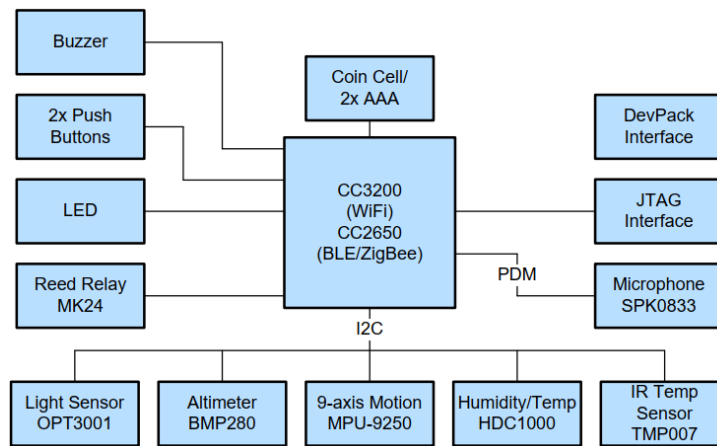 Buzzer
Coin Cell/
2x AAA
2x Push
Buttons
DevPack
Interface
LED
CC3200
(WiFi)
CC2650
(BLE/ZigBee)
JTAG
Interface
PDM
Reed Relay
MK24
Microphone
SPK0833
I2C
Light Sensor
OPT3001
Altimeter
BMP280
9-axis Motion
MPU-9250
Humidity/Temp
HDC1000
IR Temp
Sensor
TMP007